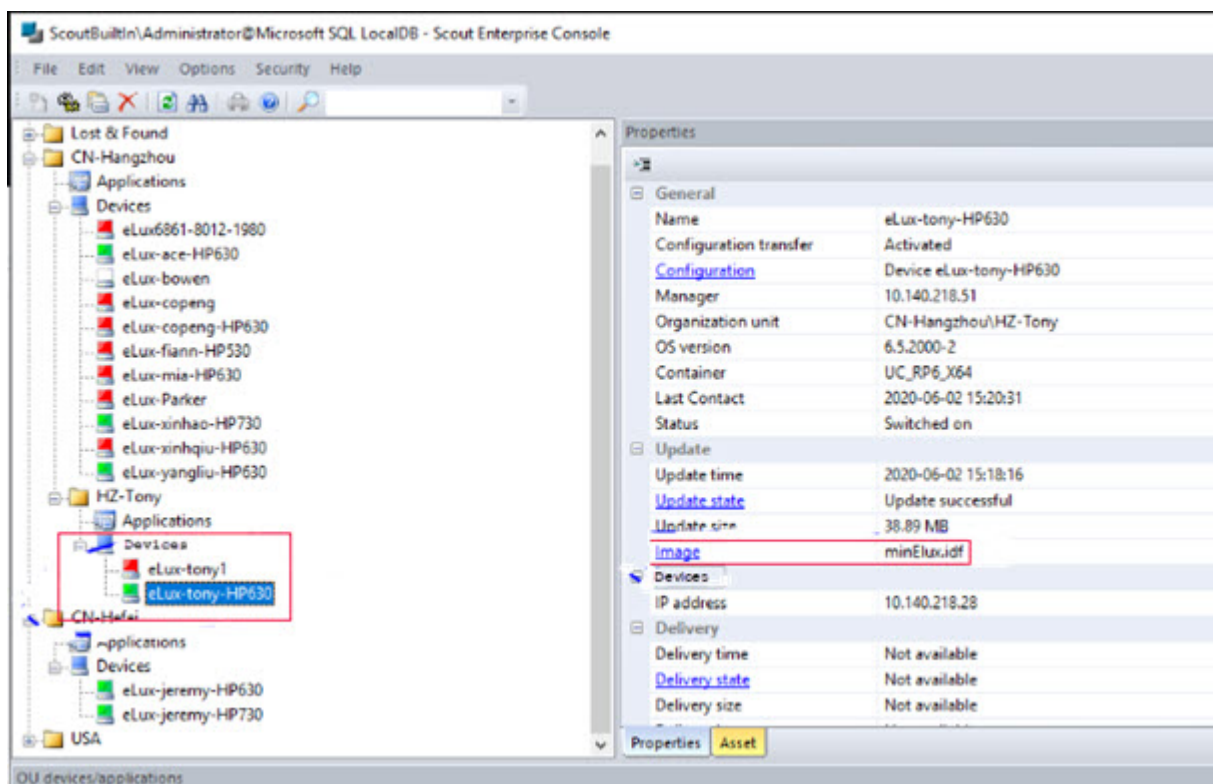 ScoutBuiltIn\Administrator@Microsoft SQL LocalDB - Scout Enterprise Console
File Edit View Options Security Help
Lost & Found
CN-Hangzhou
Applications
Devices
eLux6861-8012-1980
eLux-ace-HP630
eLux-bowen
eLux-copeng
eLux-copeng-HP630
eLux-fiann-HP530
eLux-mia-HP630
eLux-Parker
eLux-xinhao-HP730
eLux-xinhqiu-HP630
eLux-yangliu-HP630
HZ-Tony
Applications
Devices
eLux-tony1
eLux-tony-HP630
CN-Hefei
Applications
Devices
eLux-jeremy-HP630
eLux-jeremy-HP730
USA
Properties
General
Name eLux-tony-HP630
Configuration transfer Activated
Configuration Device eLux-tony-HP630
Manager 10.140.218.51
Organization unit CN-Hangzhou\HZ-Tony
OS version 6.5.2000-2
Container UC_RP6_X64
Last Contact 2020-06-02 15:20:31
Status Switched on
Update
Update time 2020-06-02 15:18:16
Update state Update successful
Update size 38.89 MB
Image minElux.idf
Devices
IP address 10.140.218.28
Delivery
Delivery time Not available
Delivery state Not available
Delivery size Not available
Properties Asset
OU devices/applications